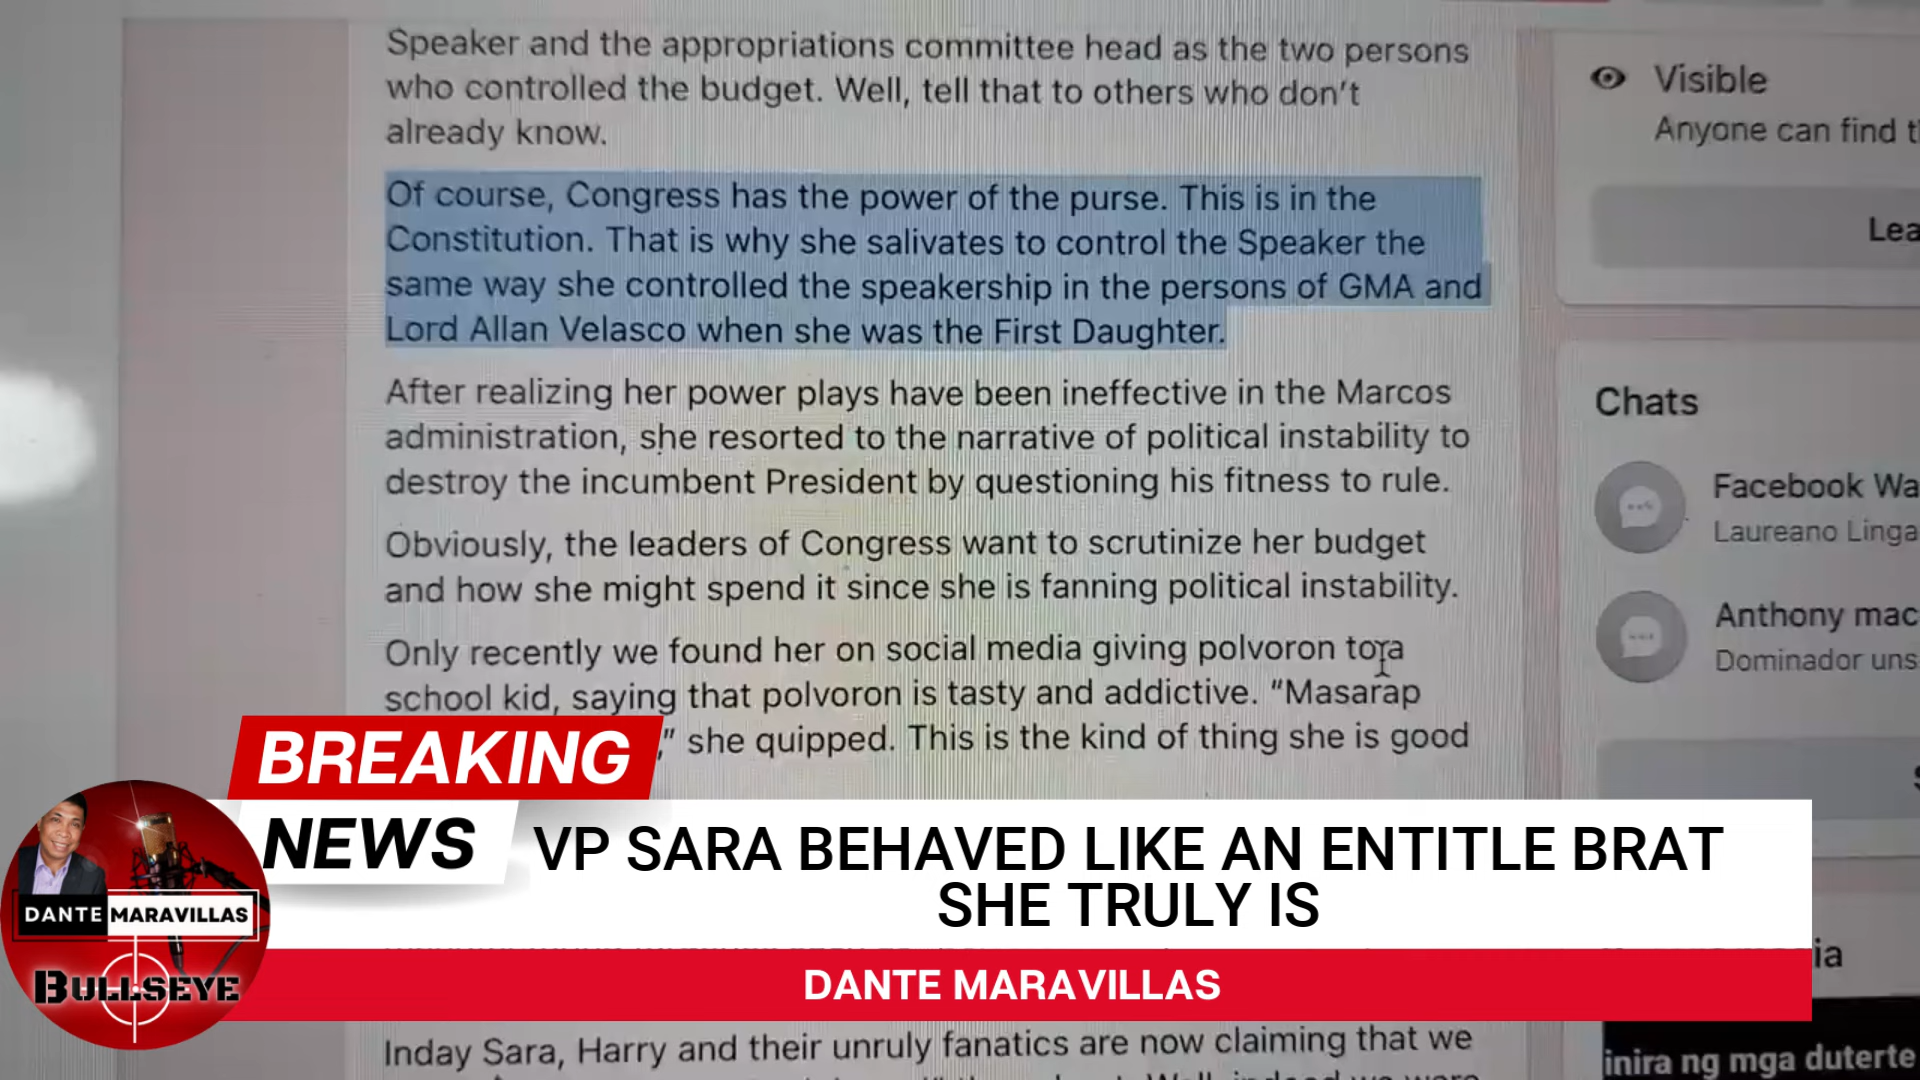 Speaker and the appropriations committee head as the two persons
who controlled the budget. Well, tell that to others who don't
already know.
Of course, Congress has the power of the purse. This is in the
Constitution. That is why she salivates to control the Speaker the
same way she controlled the speakership in the persons of GMA and
Lord Allan Velasco when she was the First Daughter.
After realizing her power plays have been ineffective in the Marcos
administration, she resorted to the narrative of political instability to
destroy the incumbent President by questioning his fitness to rule.
Obviously, the leaders of Congress want to scrutinize her budget
and how she might spend it since she is fanning political instability.
Only recently we found her on social media giving polvoron to a
school kid, saying that polvoron is tasty and addictive. "Masarap
," she quipped. This is the kind of thing she is good
Inday Sara, Harry and their unruly fanatics are now claiming that we
Visible
Anyone can find
Lea
Chats
Facebook Wa
Laureano Linga
Anthony mac
Dominador uns
ia
inira ng mga duterte
BREAKING
NEWS
VP SARA BEHAVED LIKE AN ENTITLE BRAT
SHE TRULY IS
DANTE MARAVILLAS
DANTE MARAVILLAS
BULLSEYE